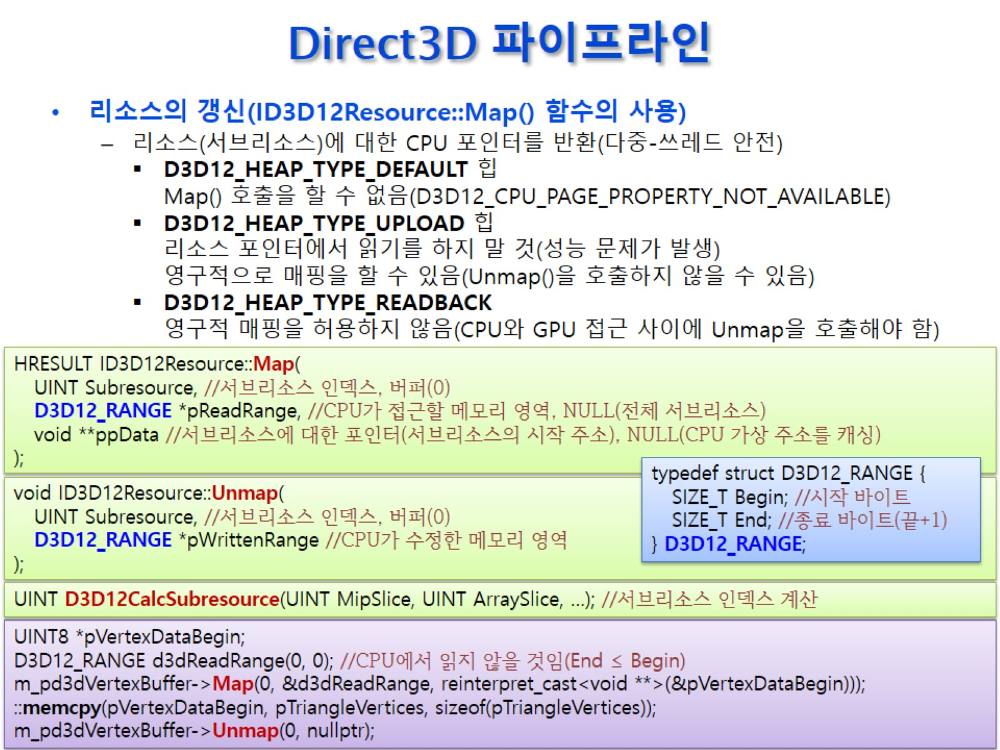 Direct3D 파이프라인
• 리소스의 갱신(ID3D12Resource::Map() 함수의 사용)
– 리소스(서브리소스)에 대한 CPU 포인터를 반환(다중-쓰레드 안전)
▪ D3D12_HEAP_TYPE_DEFAULT 힙
Map() 호출을 할 수 없음(D3D12_CPU_PAGE_PROPERTY_NOT_AVAILABLE)
▪ D3D12_HEAP_TYPE_UPLOAD 힙
리소스 포인터에서 읽기를 하지 말 것(성능 문제가 발생)
영구적으로 매핑을 할 수 있음(Unmap()을 호출하지 않을 수 있음)
▪ D3D12_HEAP_TYPE_READBACK
영구적 매핑을 허용하지 않음(CPU와 GPU 접근 사이에 Unmap을 호출해야 함)
HRESULT ID3D12Resource::Map(
UINT Subresource, //서브리소스 인덱스, 버퍼(0)
D3D12_RANGE *pReadRange, //CPU가 접근할 메모리 영역, NULL(전체 서브리소스)
void **ppData //서브리소스에 대한 포인터(서브리소스의 시작 주소), NULL(CPU 가상 주소를 캐싱)
);
void ID3D12Resource::Unmap(
UINT Subresource, //서브리소스 인덱스, 버퍼(0)
D3D12_RANGE *pWrittenRange //CPU가 수정한 메모리 영역
);
typedef struct D3D12_RANGE {
SIZE_T Begin; //시작 바이트
SIZE_T End; //종료 바이트(끝+1)
} D3D12_RANGE;
UINT D3D12CalcSubresource(UINT MipSlice, UINT ArraySlice, ...); //서브리소스 인덱스 계산
UINT8 *pVertexDataBegin;
D3D12_RANGE d3dReadRange(0, 0); //CPU에서 읽지 않을 것임(End ≤ Begin)
m_pd3dVertexBuffer->Map(0, &d3dReadRange, reinterpret_cast<void **>(&pVertexDataBegin)));
::memcpy(pVertexDataBegin, pTriangleVertices, sizeof(pTriangleVertices));
m_pd3dVertexBuffer->Unmap(0, nullptr);